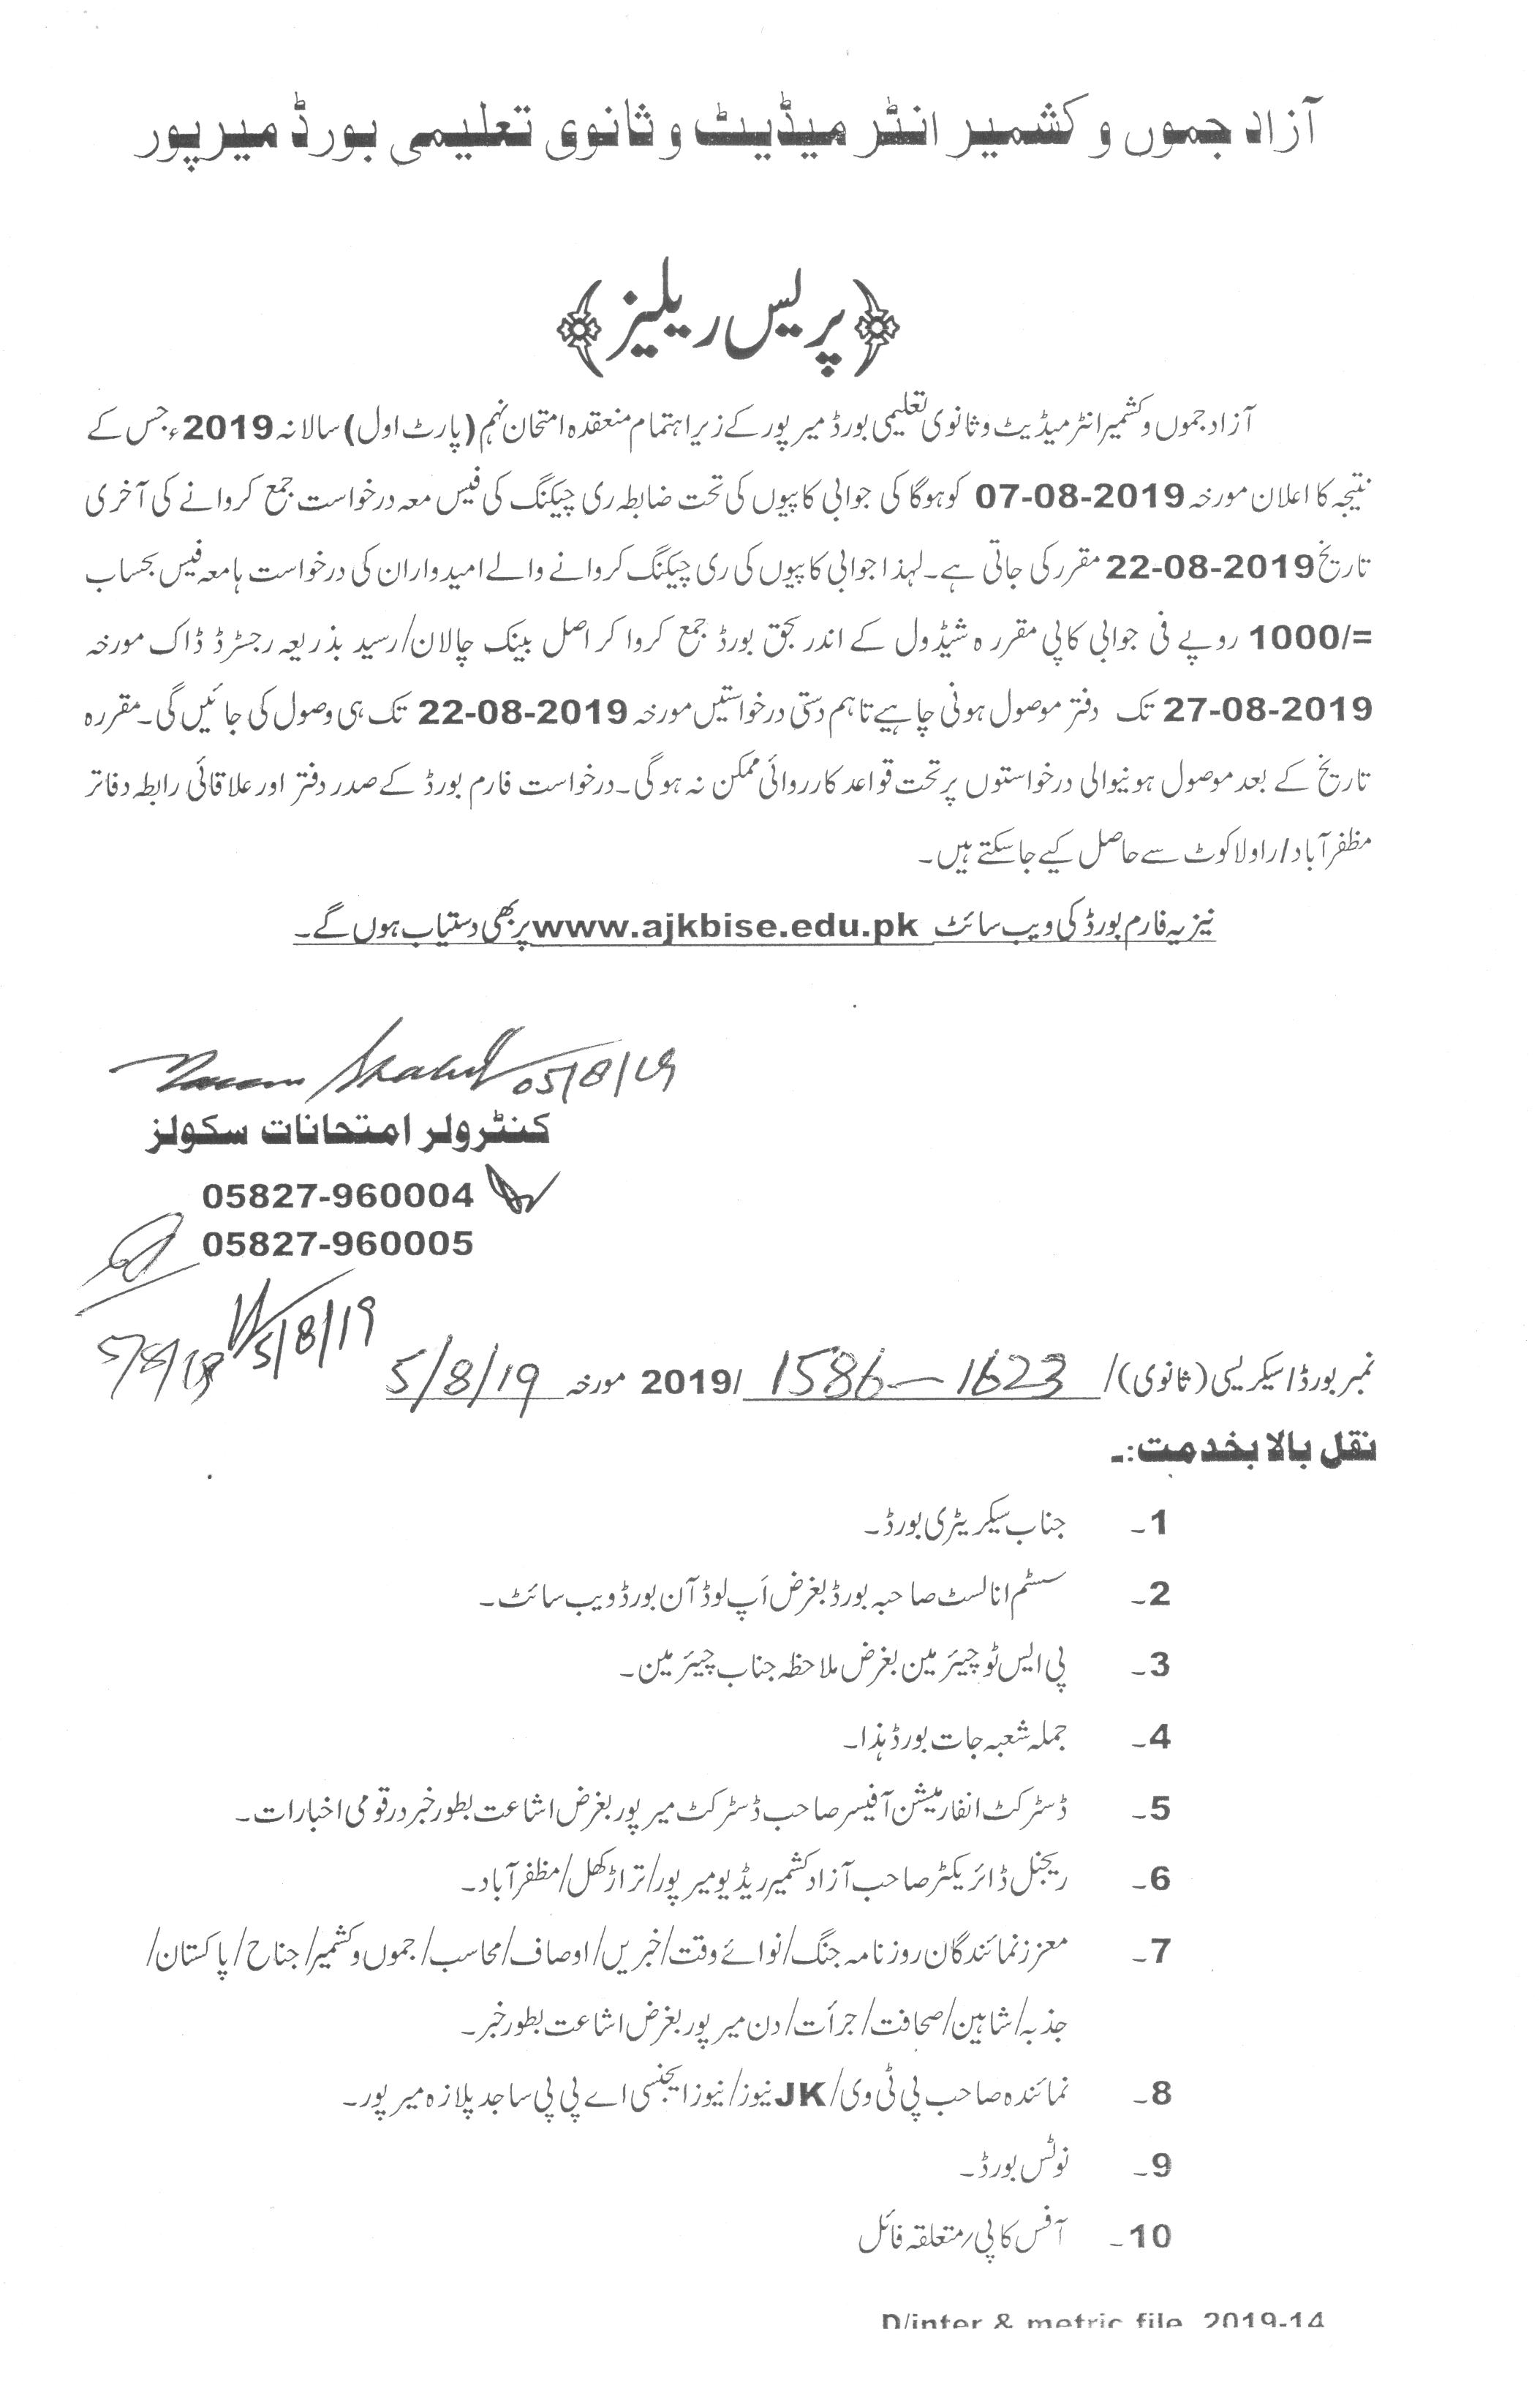 آزاد جموں و کشمیر انٹر میڈیٹ و ثانوی تعلیمی بورڈ میرپور
﴿پریس ریلیز﴾
آزاد جموں و کشمیر انٹر میڈیٹ و ثانوی تعلیمی بورڈ میرپور کے زیر اہتمام منعقدہ امتحان نہم (پارٹ اول) سالانہ 2019ء جس کے
نتیجہ کا اعلان مورخہ 07-08-2019 کو ہوگا کی جوابی کاپیوں کی تحت ضابطہ ری چیکنگ کی فیس معہ درخواست جمع کروانے کی آخری
تاریخ 22-08-2019 مقرر کی جاتی ہے۔ لہذا جوابی کاپیوں کی ری چیکنگ کروانے والے امیدواران کی درخواست ہا معہ فیس بحساب
1000/= روپے فی جوابی کاپی مقررہ شیڈول کے اندر بحق بورڈ جمع کروا کر اصل بینک چالان/رسید بذریعہ رجسٹرڈ ڈاک مورخہ
27-08-2019 تک دفتر موصول ہونی چاہیے تاہم دستی درخواستیں مورخہ 22-08-2019 تک ہی وصول کی جائیں گی۔ مقررہ
تاریخ کے بعد موصول ہونیوالی درخواستوں پر تحت قواعد کارروائی ممکن نہ ہوگی۔ درخواست فارم بورڈ کے صدر دفتر اور علاقائی رابطہ دفاتر
مظفرآباد/راولاکوٹ سے حاصل کیے جاسکتے ہیں۔
نیز یہ فارم بورڈ کی ویب سائٹ www.ajkbise.edu.pk پر بھی دستیاب ہوں گے۔
05/8/19
کنٹرولر امتحانات سکولز
05827-960004
05827-960005
5/8/19
5/8/19
نمبر بورڈ/سیکریسی (ثانوی)/ 1586-1623 /2019 مورخہ 5/8/19
نقل بالا بخدمت:۔
1۔ جناب سیکریٹری بورڈ۔
2۔ سسٹم انالسٹ صاحبہ بورڈ بغرض اَپ لوڈ آن بورڈ ویب سائٹ۔
3۔ پی ایس ٹو چیئرمین بغرض ملاحظہ جناب چیئرمین۔
4۔ جملہ شعبہ جات بورڈ ہذا۔
5۔ ڈسٹرکٹ انفارمیشن آفیسر صاحب ڈسٹرکٹ میرپور بغرض اشاعت بطور خبر در قومی اخبارات۔
6۔ ریجنل ڈائریکٹر صاحب آزاد کشمیر ریڈیو میرپور/تراڑکھل/مظفرآباد۔
7۔ معزز نمائندگان روزنامہ جنگ/نوائے وقت/خبریں/اوصاف/محاسب/جموں و کشمیر/جناح/پاکستان/
جذبہ/شاہین/صحافت/جرأت/دن میرپور بغرض اشاعت بطور خبر۔
8۔ نمائندہ صاحب پی ٹی وی/JK نیوز/نیوز ایجنسی اے پی پی ساجد پلازہ میرپور۔
9۔ نوٹس بورڈ۔
10۔ آفس کاپی/متعلقہ فائل
D/inter & metric file 2019-14